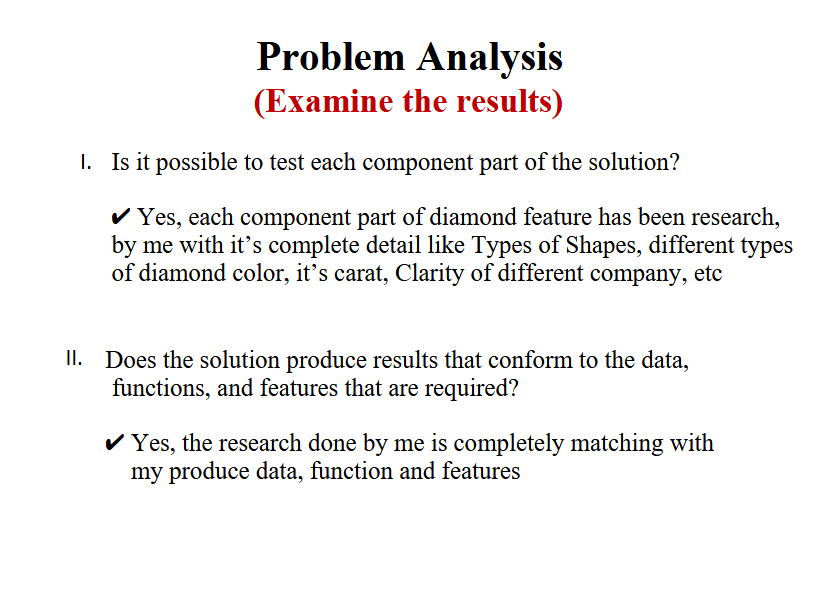 Problem Analysis
(Examine the results)
I. Is it possible to test each component part of the solution?
✔ Yes, each component part of diamond feature has been research,
by me with it’s complete detail like Types of Shapes, different types
of diamond color, it’s carat, Clarity of different company, etc
II. Does the solution produce results that conform to the data,
functions, and features that are required?
✔ Yes, the research done by me is completely matching with
my produce data, function and features